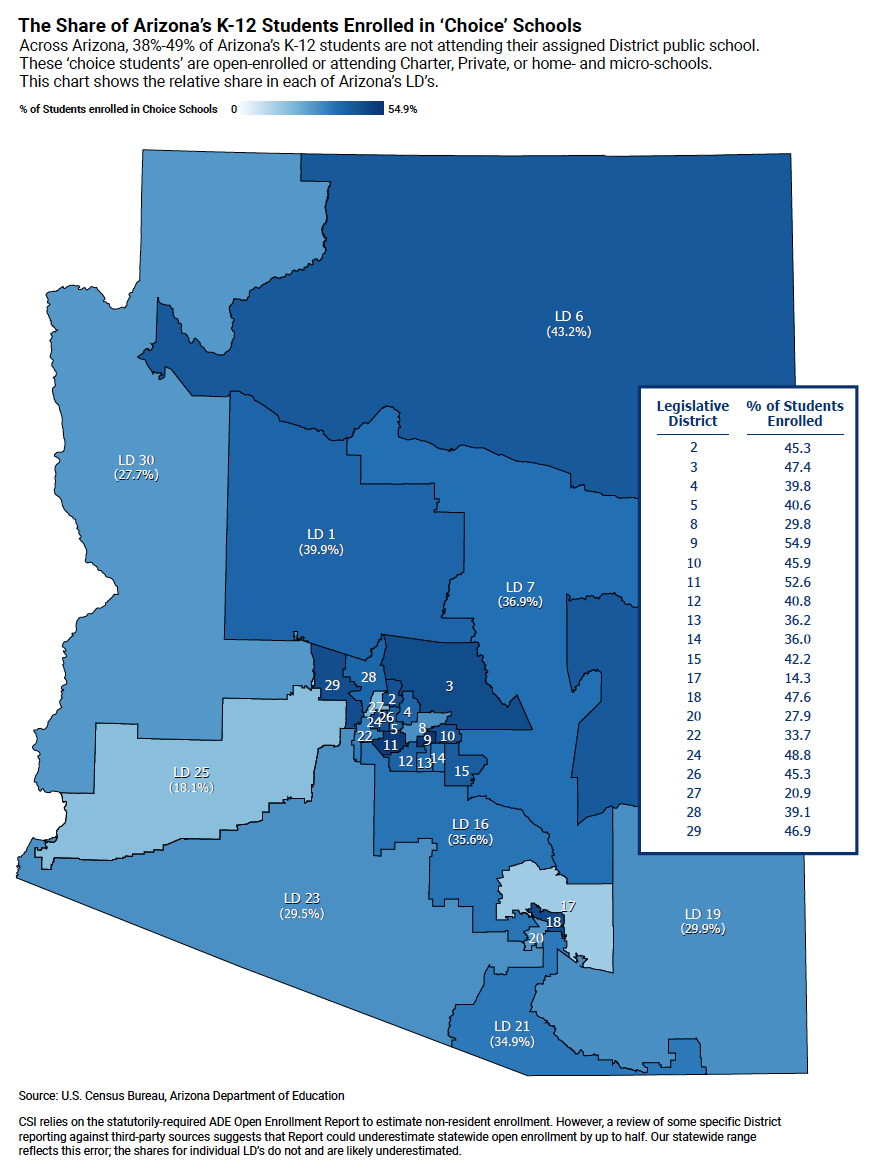 The Share of Arizona's K-12 Students Enrolled in ‘Choice’ Schools
Across Arizona, 38%-49% of Arizona's K-12 students are not attending their assigned District public school.
These ‘choice students’ are open-enrolled or attending Charter, Private, or home- and micro-schools.
This chart shows the relative share in each of Arizona's LD's.
% of Students enrolled in Choice Schools 0 54.9%
LD 6
(43.2%)
LD 30
(27.7%)
LD 1
(39.9%)
LD 7
(36.9%)
29
28
3
2
27
26
4
24
5
8
22
11
9
10
12
13
14
15
LD 25
(18.1%)
LD 16
(35.6%)
LD 23
(29.5%)
17
18
20
LD 19
(29.9%)
LD 21
(34.9%)
Legislative % of Students
District Enrolled
2 45.3
3 47.4
4 39.8
5 40.6
8 29.8
9 54.9
10 45.9
11 52.6
12 40.8
13 36.2
14 36.0
15 42.2
17 14.3
18 47.6
20 27.9
22 33.7
24 48.8
26 45.3
27 20.9
28 39.1
29 46.9
Source: U.S. Census Bureau, Arizona Department of Education
CSI relies on the statutorily-required ADE Open Enrollment Report to estimate non-resident enrollment. However, a review of some specific District
reporting against third-party sources suggests that Report could underestimate statewide open enrollment by up to half. Our statewide range
reflects this error; the shares for individual LD's do not and are likely underestimated.